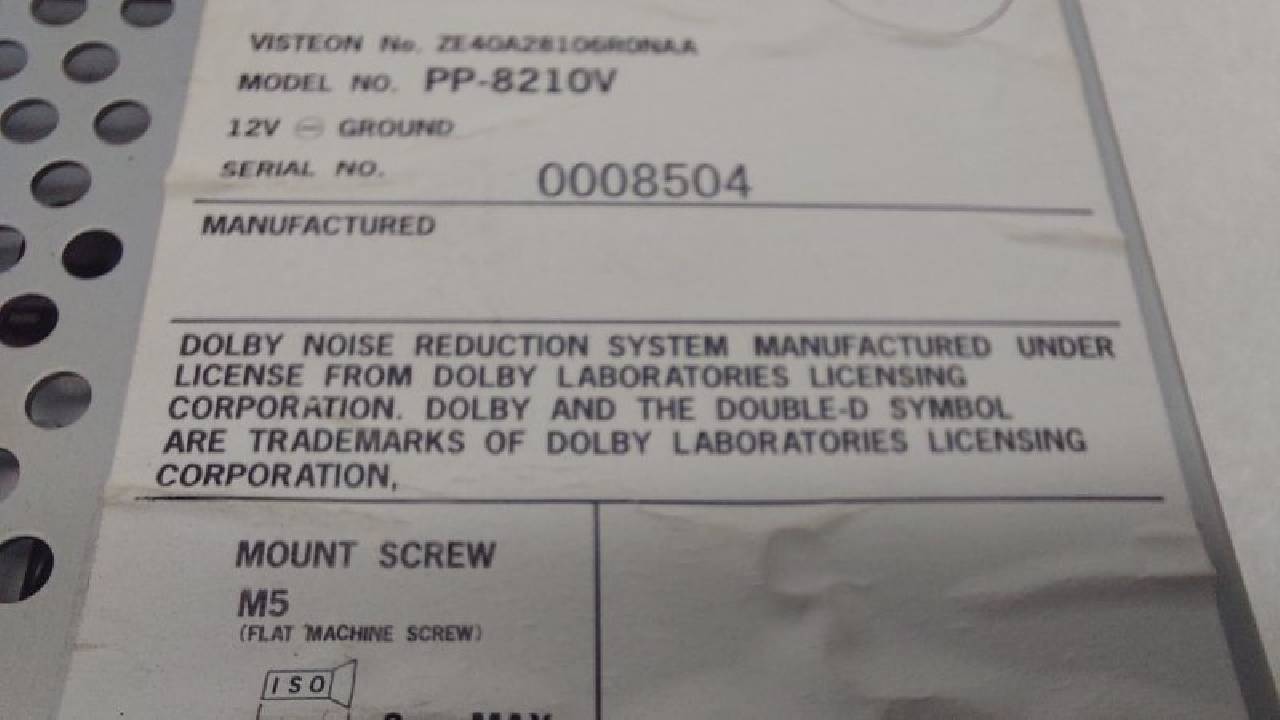 VISTEON No. ZE40A28106R0NAA
MODEL NO. PP-8210V
12V ⊖ GROUND
SERIAL NO. 0008504
MANUFACTURED
DOLBY NOISE REDUCTION SYSTEM MANUFACTURED UNDER
LICENSE FROM DOLBY LABORATORIES LICENSING
CORPORATION. DOLBY AND THE DOUBLE-D SYMBOL
ARE TRADEMARKS OF DOLBY LABORATORIES LICENSING
CORPORATION,
MOUNT SCREW
M5
(FLAT MACHINE SCREW)
ISO
MAX